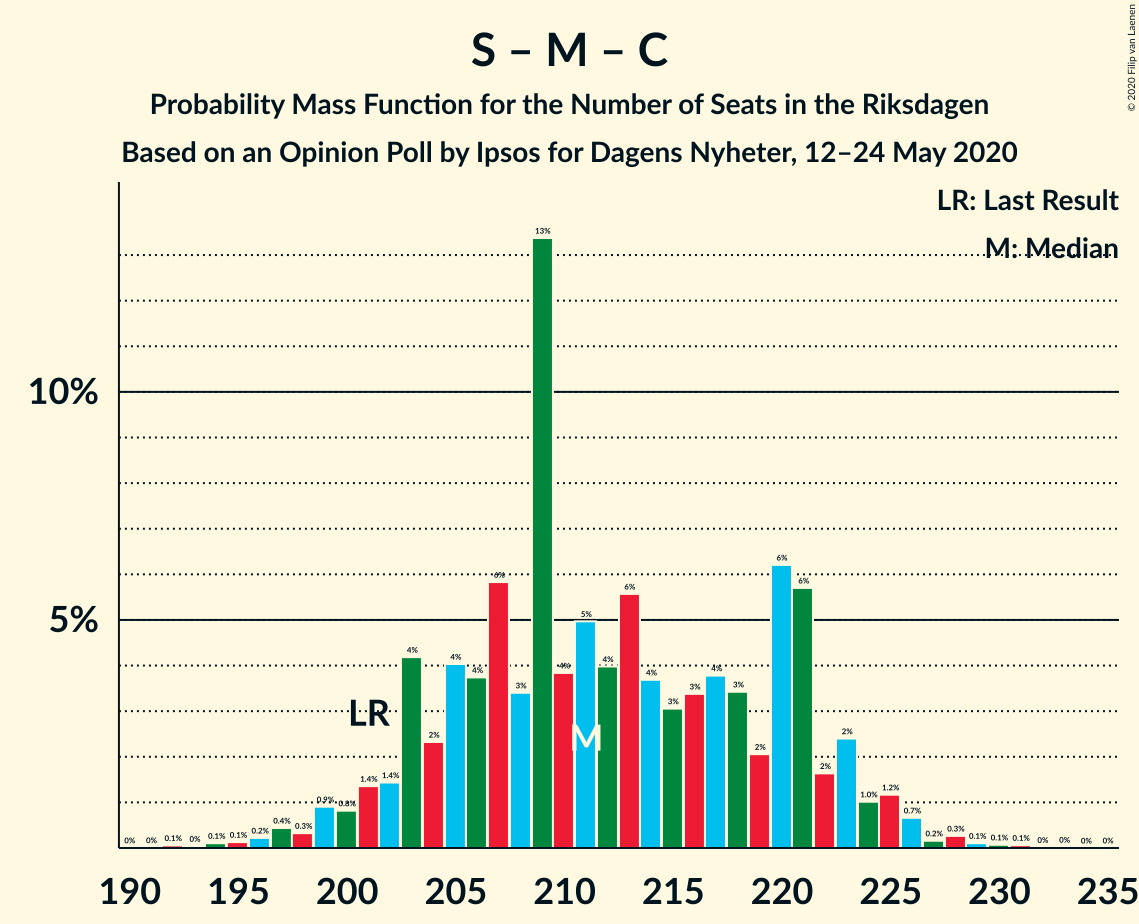 © 2020 Filip van Laenen
S – M – C
Probability Mass Function for the Number of Seats in the Riksdagen
Based on an Opinion Poll by Ipsos for Dagens Nyheter, 12–24 May 2020
LR: Last Result
M: Median
10%
5%
LR
M
0% 0% 0.1% 0% 0.1% 0.1% 0.2% 0.4% 0.3% 0.9% 0.8% 1.4% 1.4% 4% 2% 4% 4% 6% 3% 13% 4% 5% 4% 6% 4% 3% 3% 4% 3% 2% 6% 6% 2% 2% 1.0% 1.2% 0.7% 0.2% 0.3% 0.1% 0.1% 0.1% 0% 0% 0% 0%
190 195 200 205 210 215 220 225 230 235